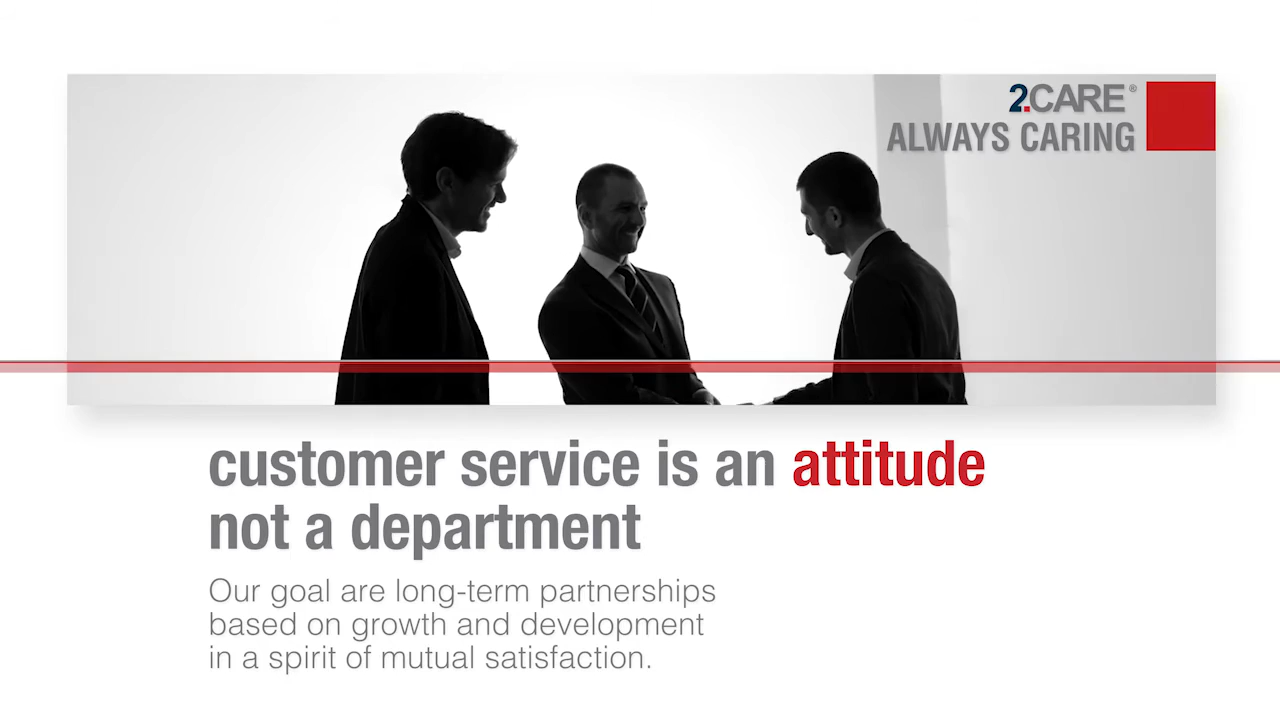 2.CARE®
ALWAYS CARING
customer service is an attitude
not a department
Our goal are long-term partnerships
based on growth and development
in a spirit of mutual satisfaction.